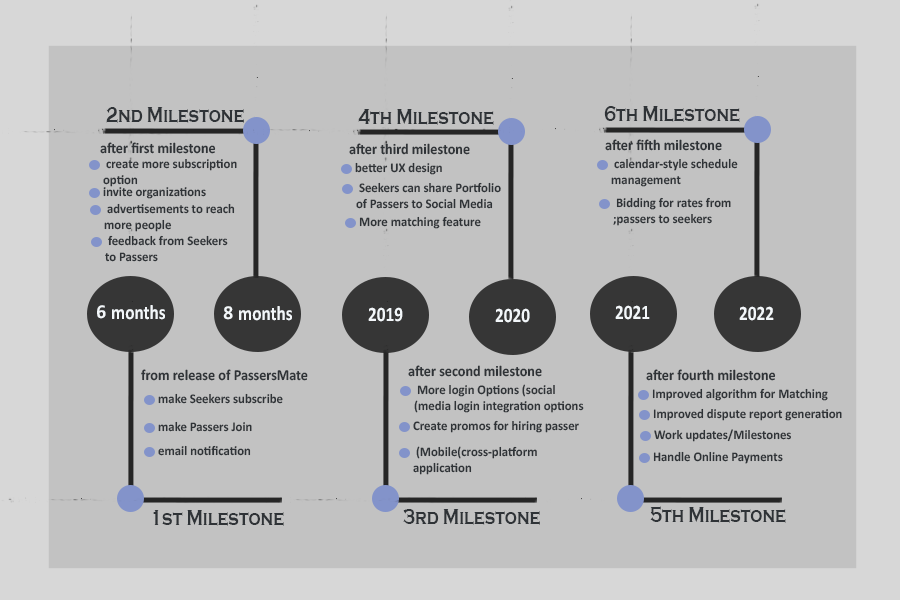 2ND MILESTONE
after first milestone
create more subscription
option
invite organizations
advertisements to reach
more people
feedback from Seekers
to Passers
4TH MILESTONE
after third milestone
better UX design
Seekers can share Portfolio
of Passers to Social Media
More matching feature
6TH MILESTONE
after fifth milestone
calendar-style schedule
management
Bidding for rates from
;passers to seekers
6 months
8 months
2019
2020
2021
2022
from release of PassersMate
make Seekers subscribe
make Passers Join
email notification
1ST MILESTONE
after second milestone
More login Options (social
(media login integration options
Create promos for hiring passer
(Mobile(cross-platform
application
3RD MILESTONE
after fourth milestone
Improved algorithm for Matching
Improved dispute report generation
Work updates/Milestones
Handle Online Payments
5TH MILESTONE